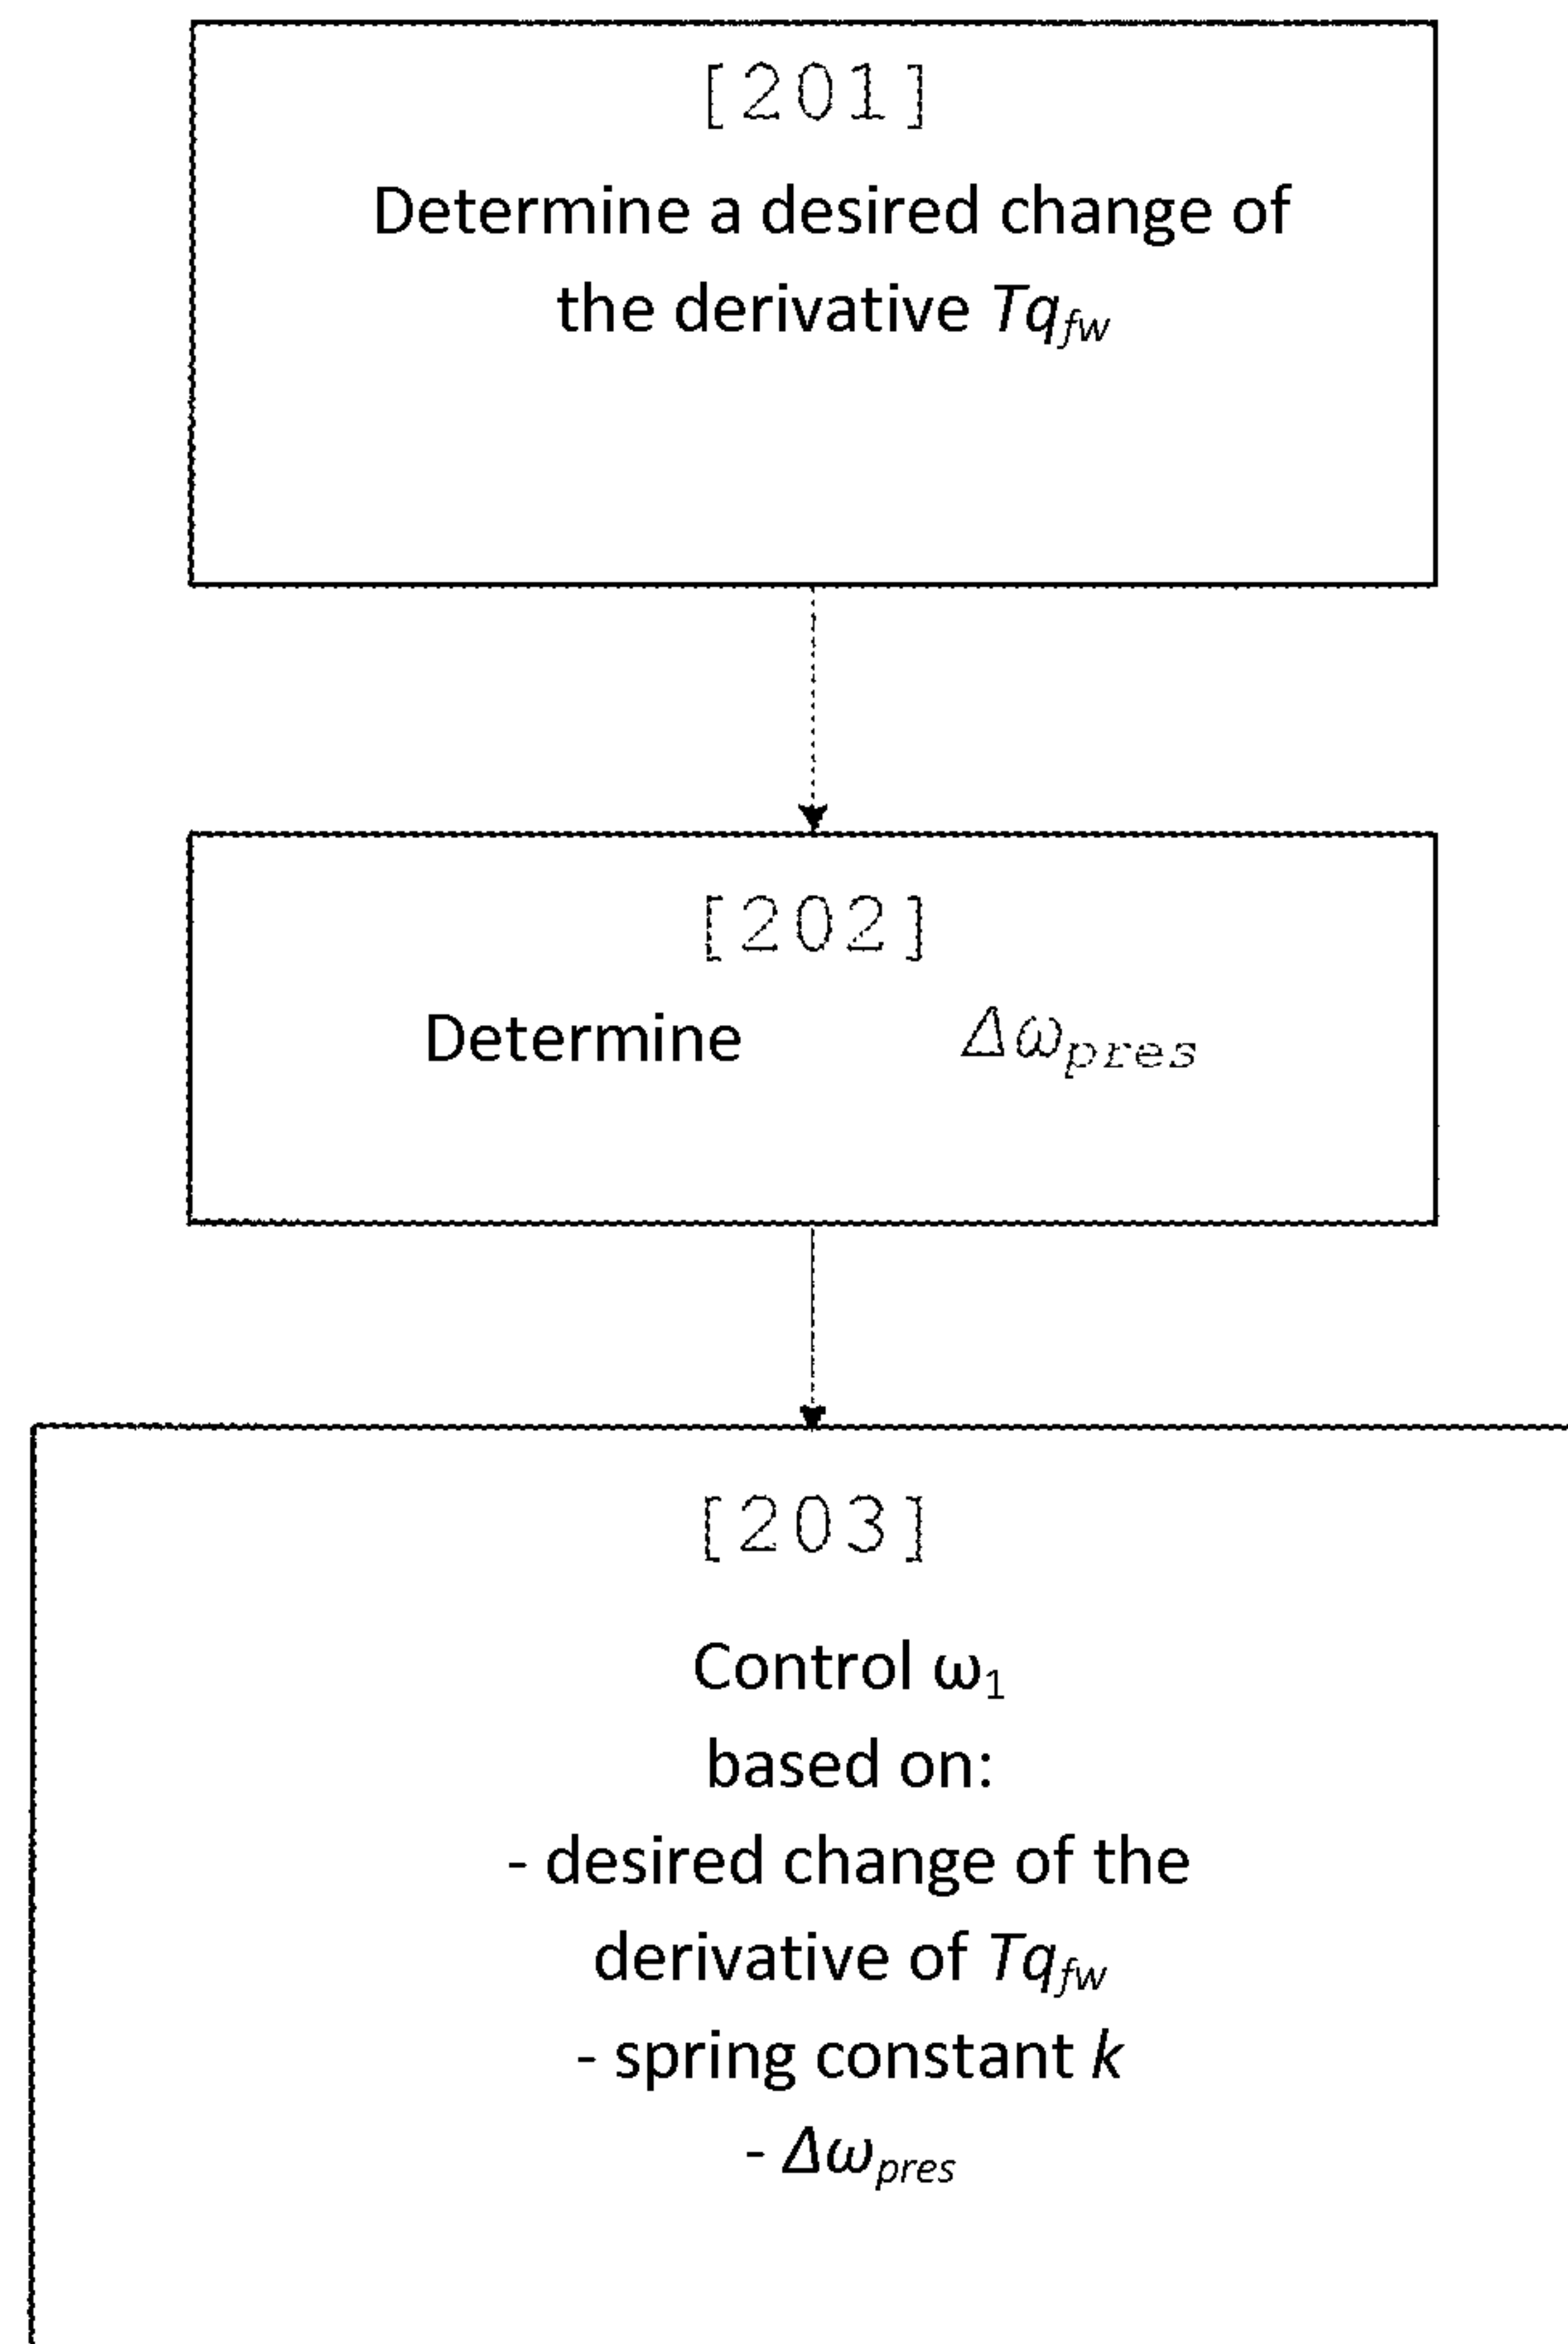 [201]
Determine a desired change of
the derivative Tqfw
[202]
Determine Δωpres
[203]
Control ω1
based on:
- desired change of the
derivative of Tqfw
- spring constant k
- Δωpres